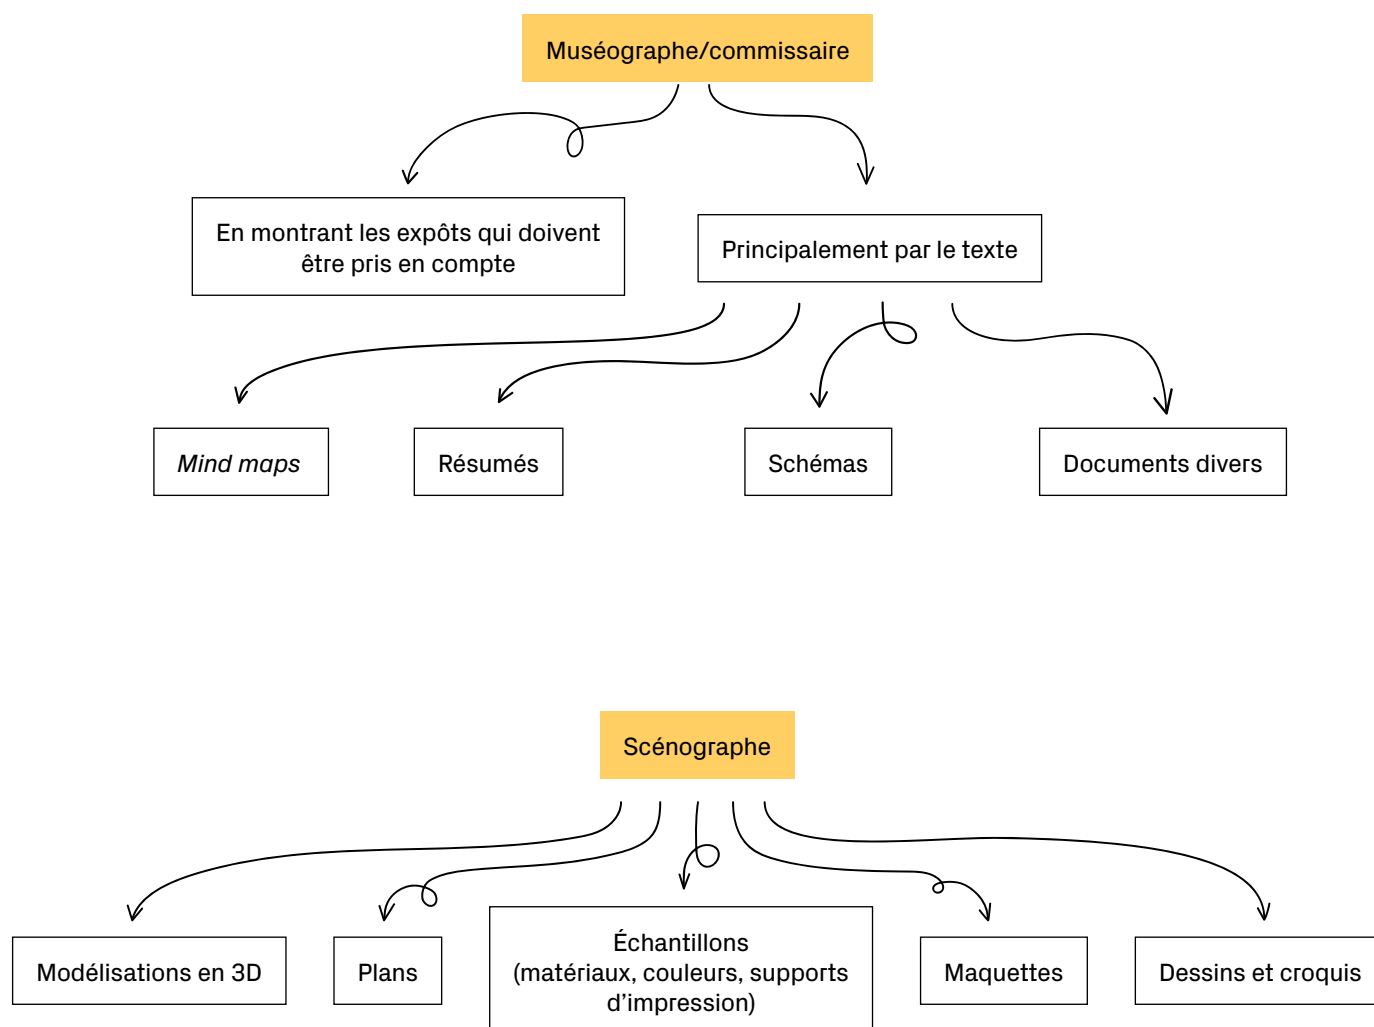 Muséographe/commissaire
En montrant les expôts qui doivent
être pris en compte
Principalement par le texte
Mind maps
Résumés
Schémas
Documents divers
Scénographe
Modélisations en 3D
Plans
Échantillons
(matériaux, couleurs, supports
d’impression)
Maquettes
Dessins et croquis